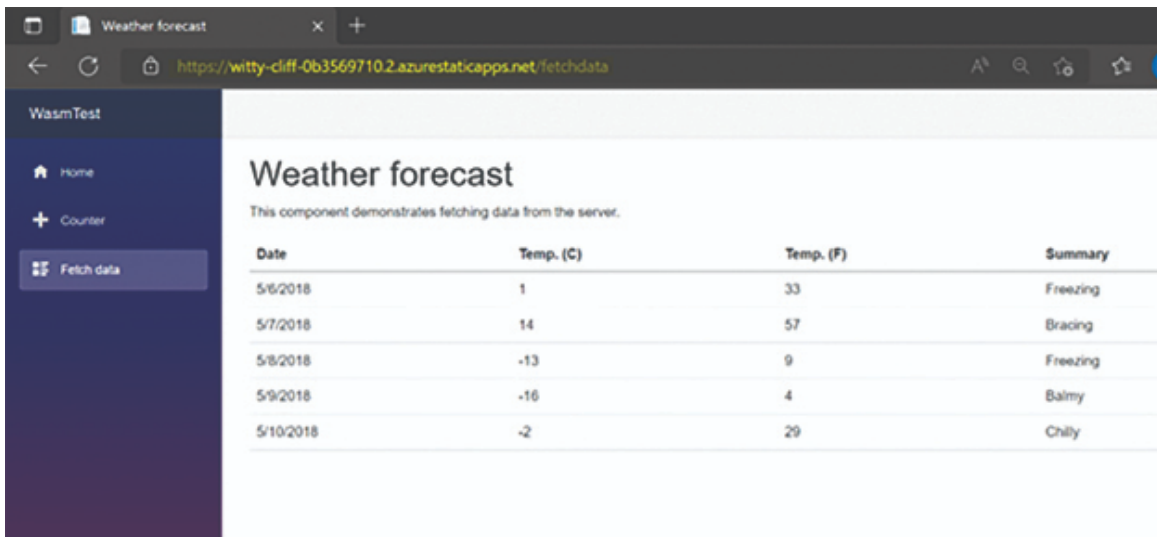 Weather forecast
https://witty-cliff-0b3569710.2.azurestaticapps.net/fetchdata
WasmTest
Home
Counter
Fetch data
Weather forecast
This component demonstrates fetching data from the server.
Date Temp. (C) Temp. (F) Summary
5/6/2018 1 33 Freezing
5/7/2018 14 57 Bracing
5/8/2018 -13 9 Freezing
5/9/2018 -16 4 Balmy
5/10/2018 -2 29 Chilly